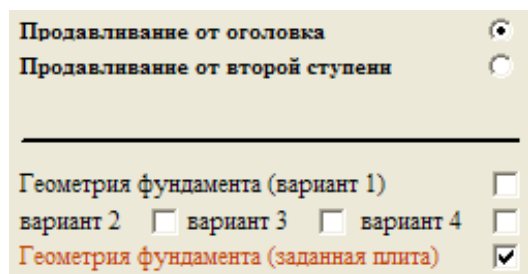 Продавливание от оголовка
Продавливание от второй ступени
Геометрия фундамента (вариант 1)
вариант 2 вариант 3 вариант 4
Геометрия фундамента (заданная плита)